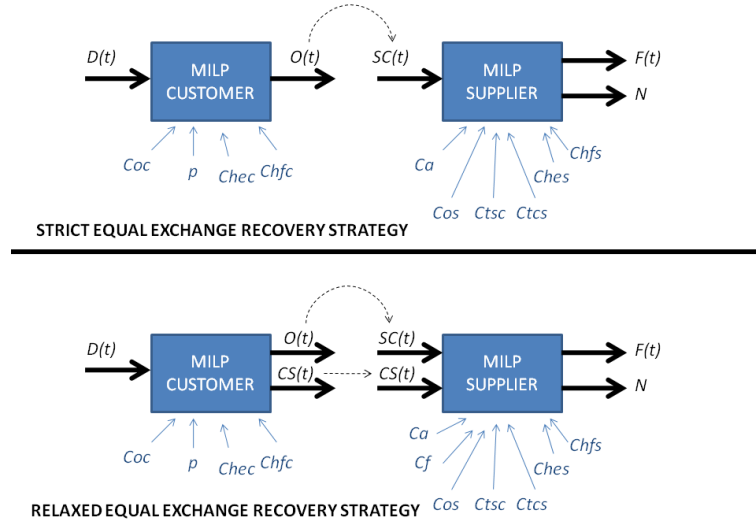 D(t) O(t) SC(t) F(t)
MILP CUSTOMER
MILP SUPPLIER
N
Coc p Chec Chfc
Ca Cos Ctsc Ctcs Ches Chfs
STRICT EQUAL EXCHANGE RECOVERY STRATEGY
D(t) O(t) SC(t) F(t)
MILP CUSTOMER
CS(t) CS(t)
MILP SUPPLIER
N
Coc p Chec Chfc
Ca Cf Cos Ctsc Ctcs Ches Chfs
RELAXED EQUAL EXCHANGE RECOVERY STRATEGY